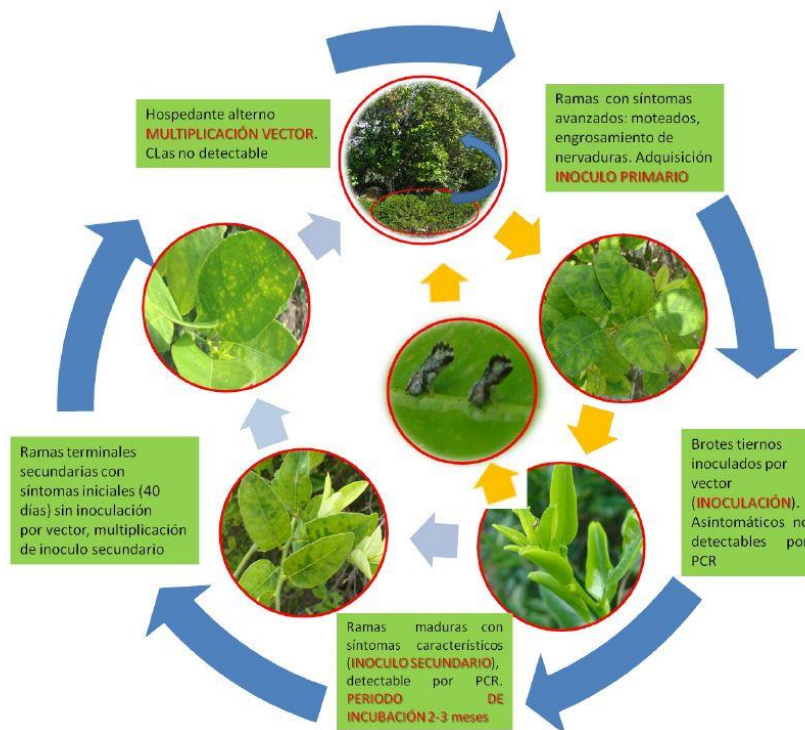 Hospedante alterno
MULTIPLICACIÓN VECTOR.
CLas no detectable
Ramas con síntomas
avanzados: moteados,
engrosamiento de
nervaduras. Adquisición
INOCULO PRIMARIO
Brotes tiernos
inoculados por
vector
(INOCULACIÓN).
Asintomáticos no
detectables por
PCR
Ramas maduras con
síntomas característicos
(INOCULO SECUNDARIO),
detectable por PCR.
PERIODO DE
INCUBACIÓN 2-3 meses
Ramas terminales
secundarias con
síntomas iniciales (40
días) sin inoculación
por vector, multiplicación
de inoculo secundario